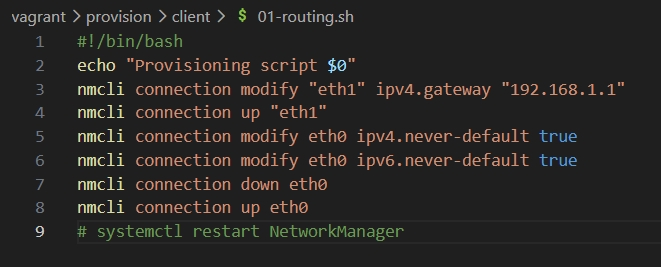 vagrant > provision > client > $ 01-routing.sh
1 #!/bin/bash
2 echo "Provisioning script $0"
3 nmcli connection modify "eth1" ipv4.gateway "192.168.1.1"
4 nmcli connection up "eth1"
5 nmcli connection modify eth0 ipv4.never-default true
6 nmcli connection modify eth0 ipv6.never-default true
7 nmcli connection down eth0
8 nmcli connection up eth0
9 # systemctl restart NetworkManager